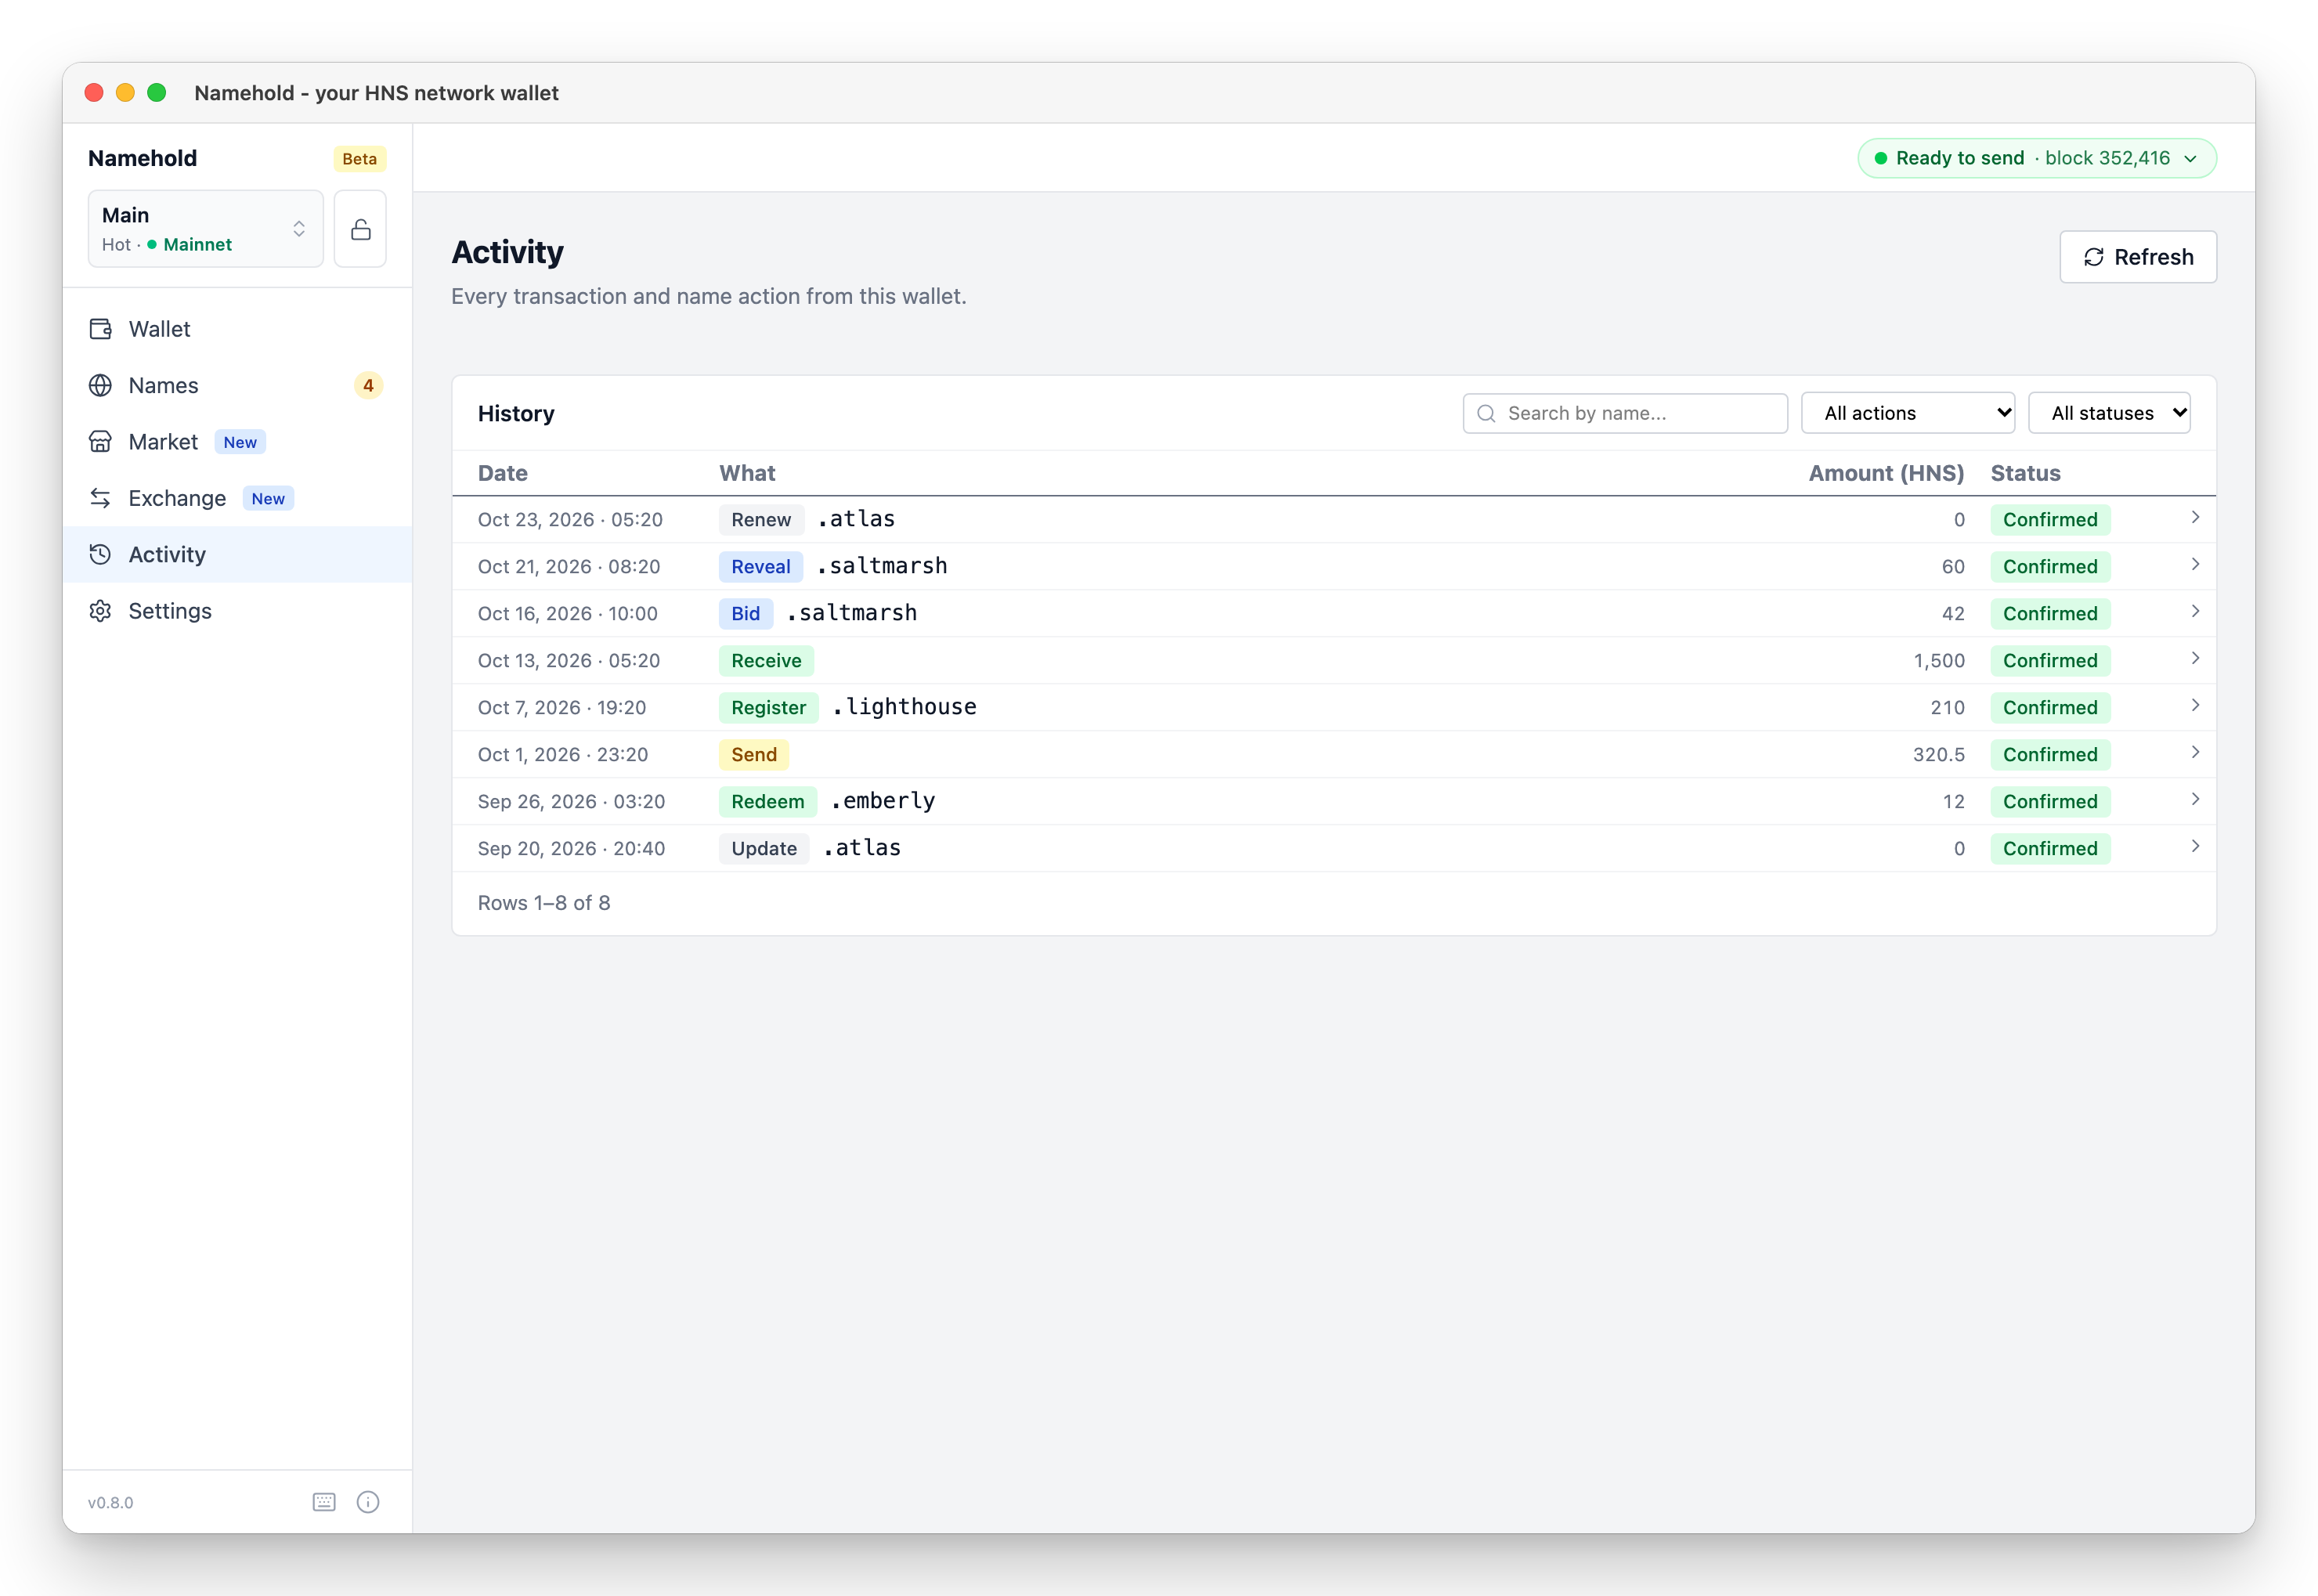 Namehold - your HNS network wallet
Namehold Beta
Main
Hot · Mainnet
Wallet
Names 4
Market New
Exchange New
Activity
Settings
v0.8.0
Ready to send · block 352,416
Activity
Every transaction and name action from this wallet.
Refresh
History
Search by name...
All actions
All statuses
Date What Amount (HNS) Status
Oct 23, 2026 · 05:20 Renew .atlas 0 Confirmed
Oct 21, 2026 · 08:20 Reveal .saltmarsh 60 Confirmed
Oct 16, 2026 · 10:00 Bid .saltmarsh 42 Confirmed
Oct 13, 2026 · 05:20 Receive 1,500 Confirmed
Oct 7, 2026 · 19:20 Register .lighthouse 210 Confirmed
Oct 1, 2026 · 23:20 Send 320.5 Confirmed
Sep 26, 2026 · 03:20 Redeem .emberly 12 Confirmed
Sep 20, 2026 · 20:40 Update .atlas 0 Confirmed
Rows 1–8 of 8